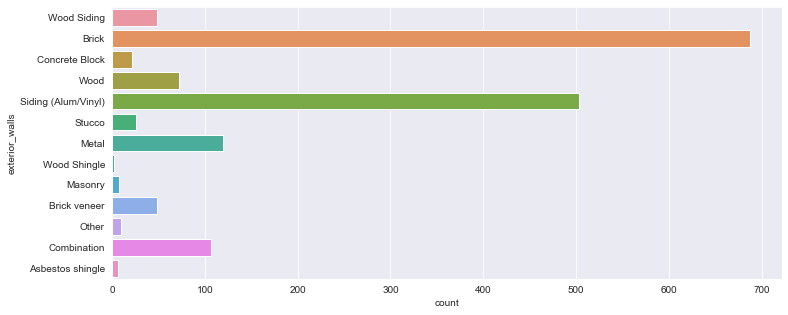 Wood Siding
Brick
Concrete Block
Wood
Siding (Alum/Vinyl)
Stucco
Metal
Wood Shingle
Masonry
Brick veneer
Other
Combination
Asbestos shingle
exterior_walls
0 100 200 300 400 500 600 700
count